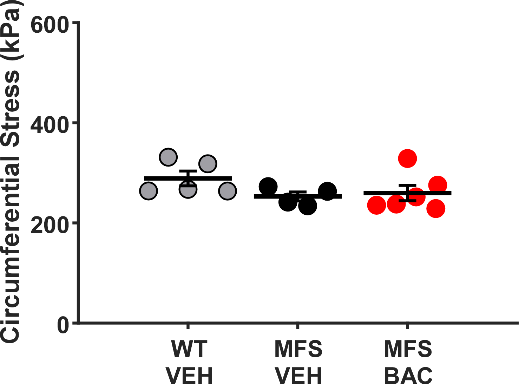 Circumferential Stress (kPa)
600
400
200
0
WT
VEH
MFS
VEH
MFS
BAC